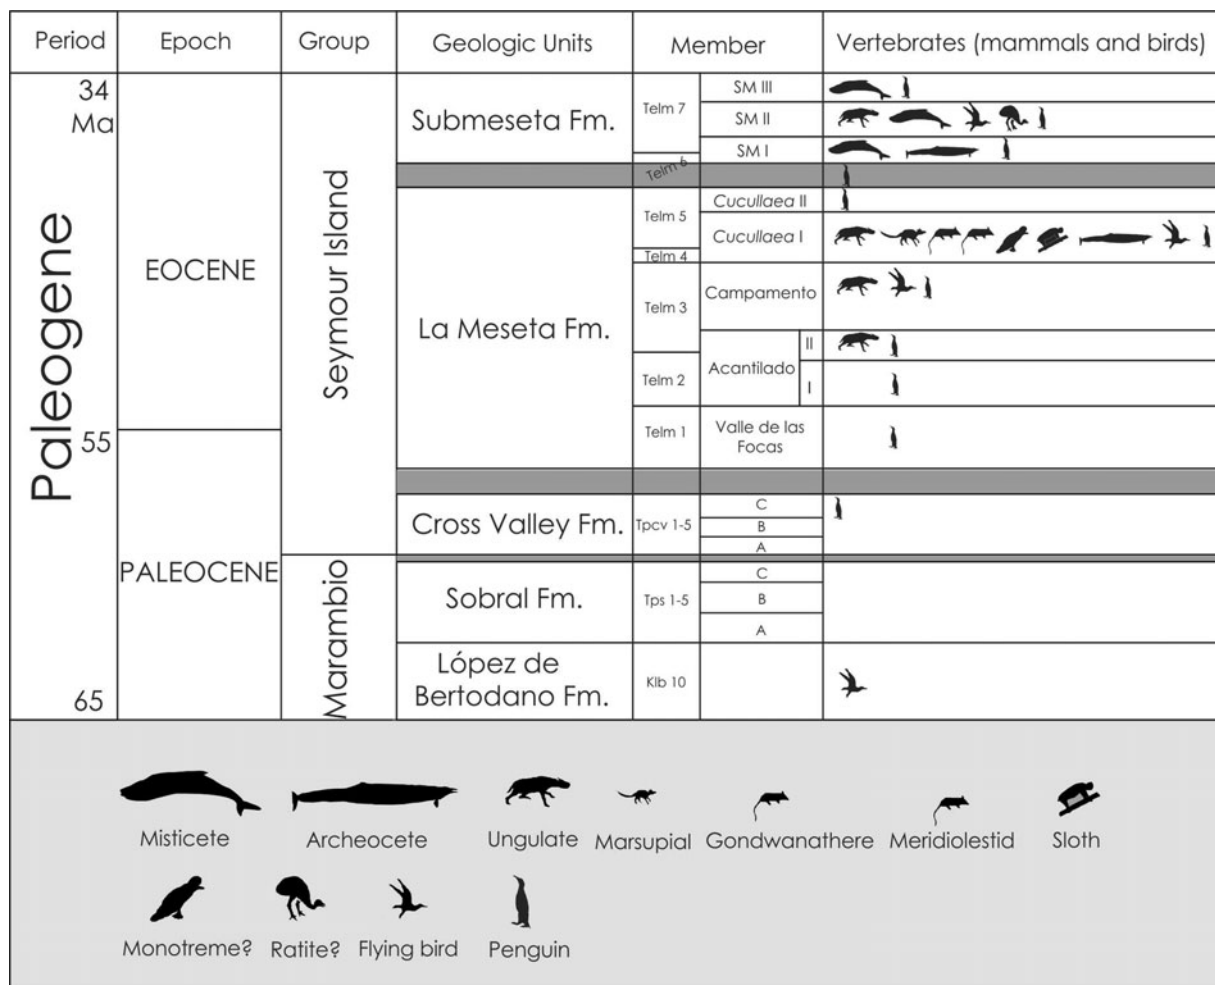 Period Epoch Group Geologic Units Member Vertebrates (mammals and birds)
34
Ma
Paleogene
55
65
EOCENE
PALEOCENE
Seymour Island
Marambio
Submeseta Fm.
La Meseta Fm.
Cross Valley Fm.
Sobral Fm.
López de
Bertodano Fm.
Telm 7
Telm 6
Telm 5
Telm 4
Telm 3
Telm 2
Telm 1
Tpcv 1-5
Tps 1-5
Klb 10
SM III
SM II
SM I
Cucullaea II
Cucullaea I
Campamento
Acantilado
II
I
Valle de las
Focas
C
B
A
C
B
A
Misticete Archeocete Ungulate Marsupial Gondwanathere Meridiolestid Sloth
Monotreme? Ratite? Flying bird Penguin